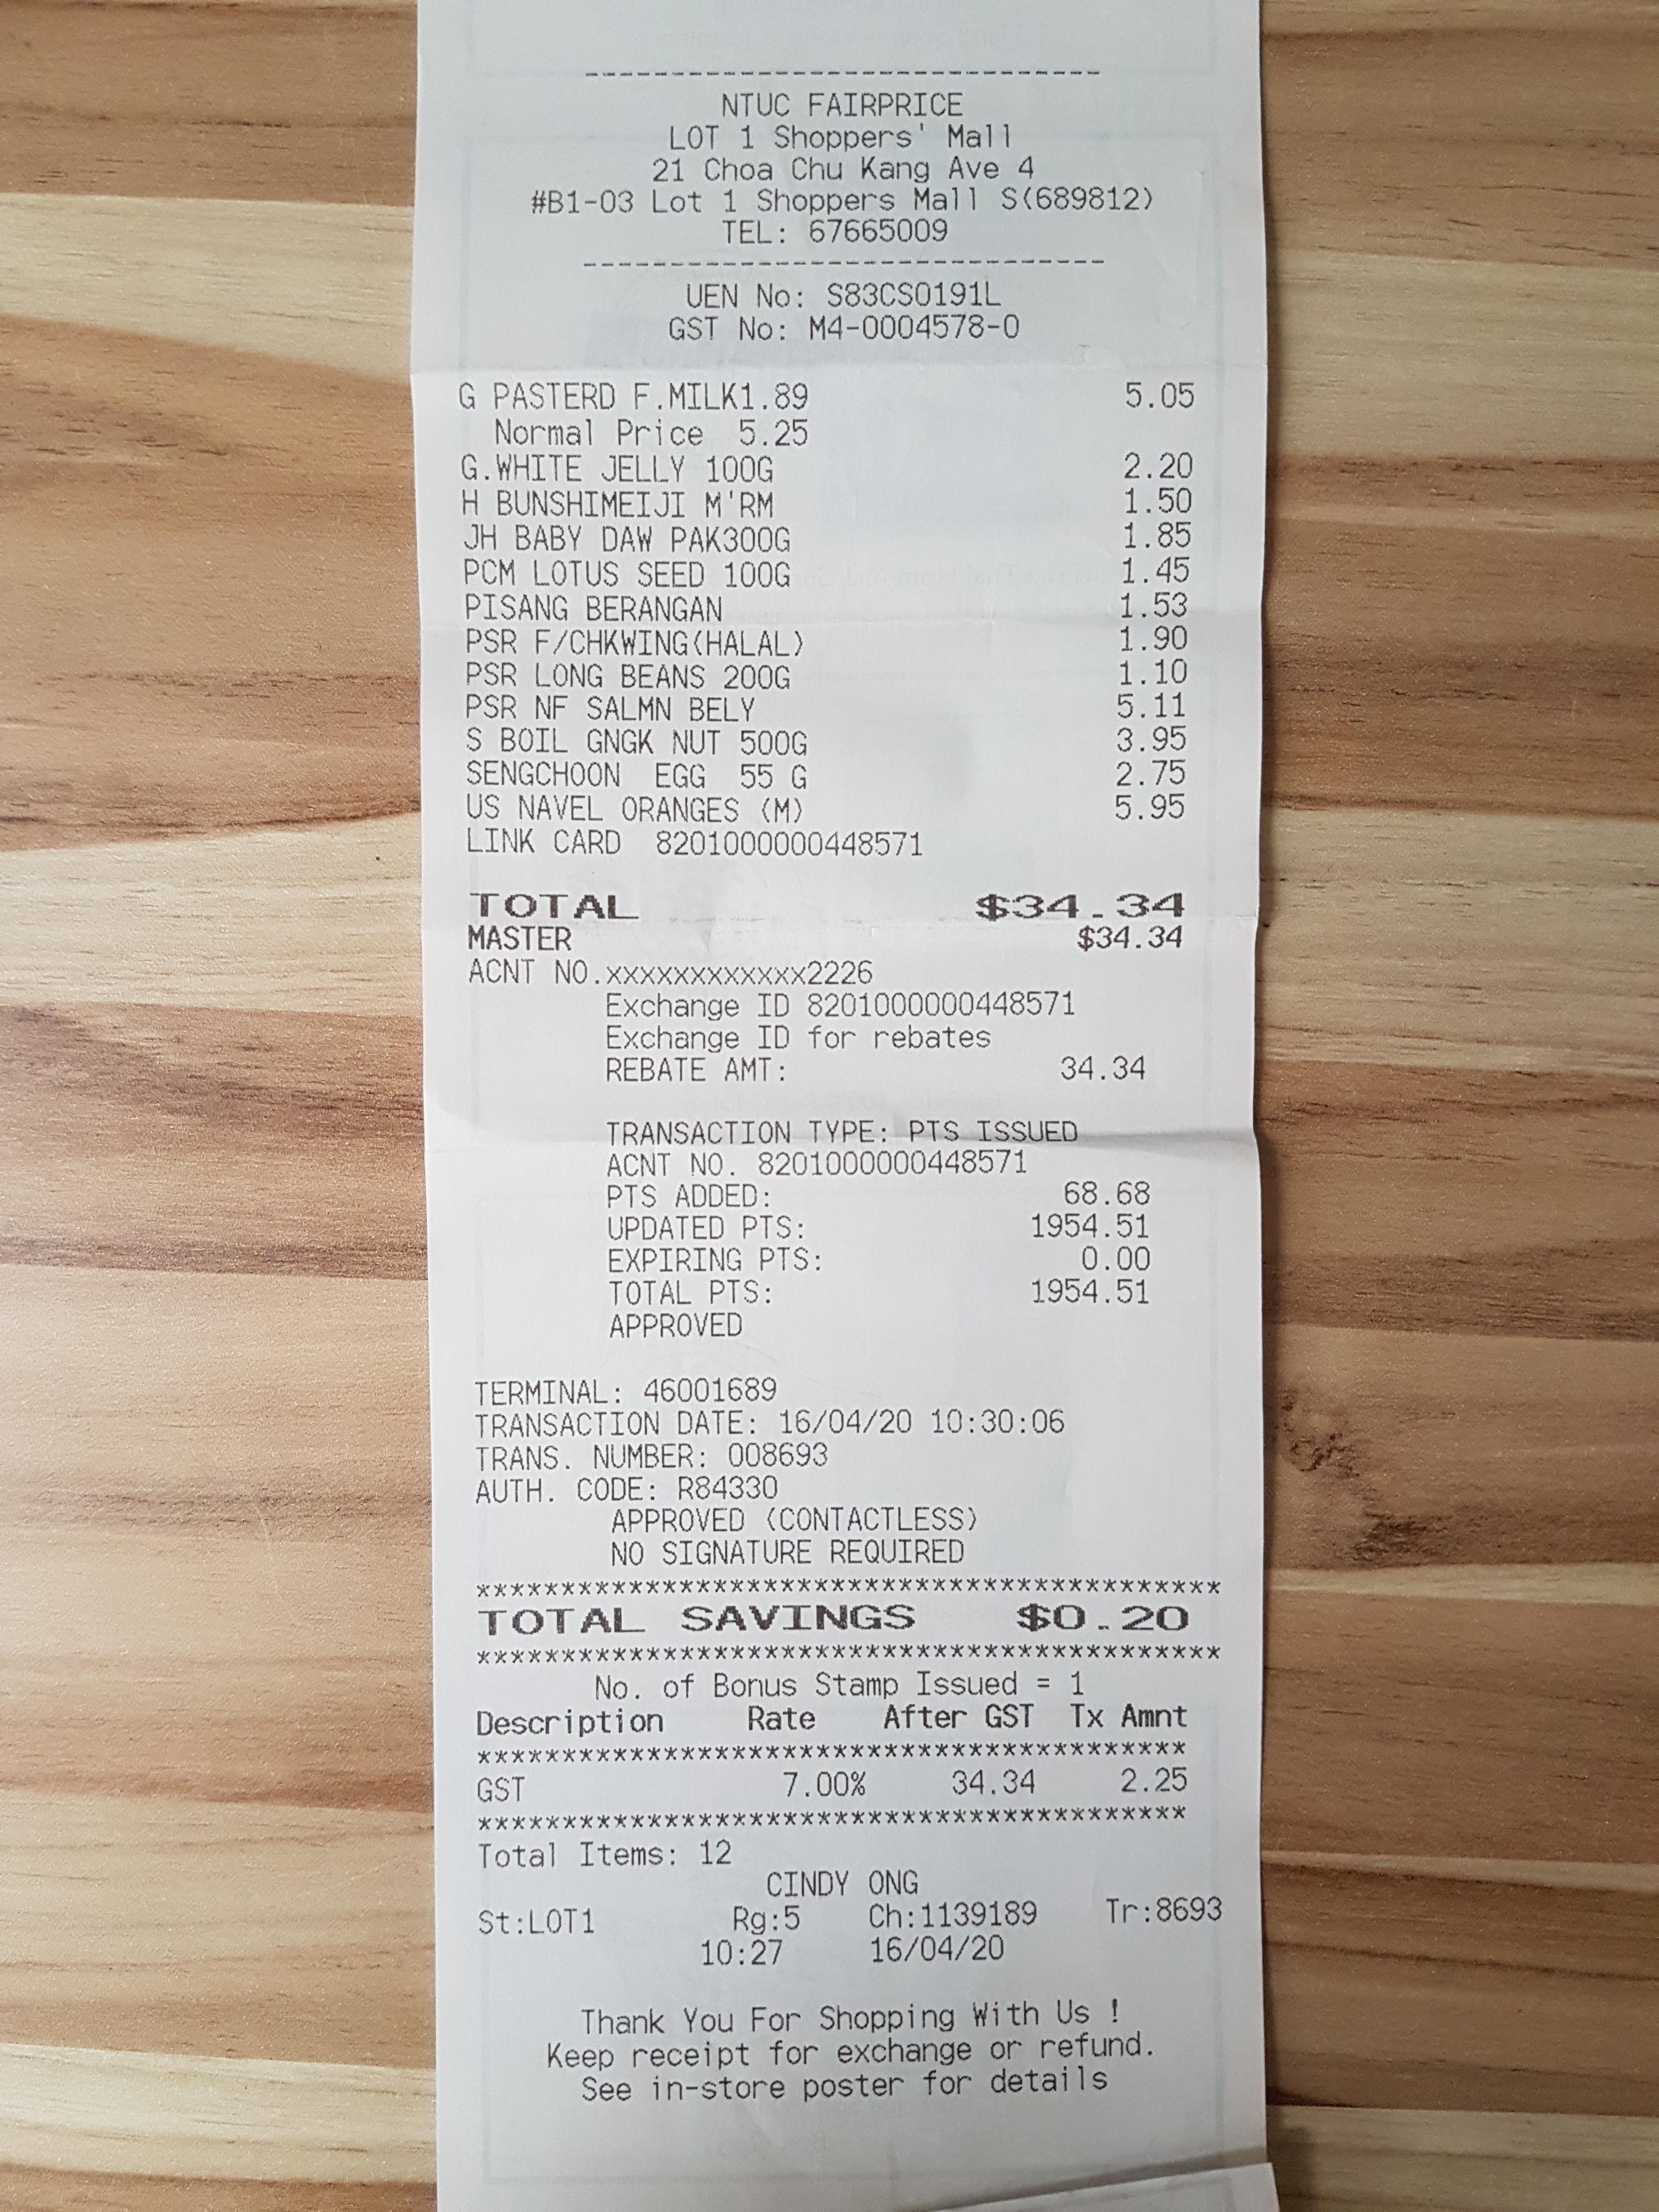 ------------------------------
NTUC FAIRPRICE
LOT 1 Shoppers' Mall
21 Choa Chu Kang Ave 4
#B1-03 Lot 1 Shoppers Mall S(689812)
TEL: 67665009
------------------------------
UEN No: S83CS0191L
GST No: M4-0004578-0
G PASTERD F.MILK1.89 5.05
Normal Price 5.25
G.WHITE JELLY 100G 2.20
H BUNSHIMEIJI M'RM 1.50
JH BABY DAW PAK300G 1.85
PCM LOTUS SEED 100G 1.45
PISANG BERANGAN 1.53
PSR F/CHKWING(HALAL) 1.90
PSR LONG BEANS 200G 1.10
PSR NF SALMN BELY 5.11
S BOIL GNGK NUT 500G 3.95
SENGCHOON EGG 55 G 2.75
US NAVEL ORANGES (M) 5.95
LINK CARD 8201000000448571
TOTAL $34.34
MASTER $34.34
ACNT NO.xxxxxxxxxxxx2226
Exchange ID 8201000000448571
Exchange ID for rebates
REBATE AMT: 34.34
TRANSACTION TYPE: PTS ISSUED
ACNT NO. 8201000000448571
PTS ADDED: 68.68
UPDATED PTS: 1954.51
EXPIRING PTS: 0.00
TOTAL PTS: 1954.51
APPROVED
TERMINAL: 46001689
TRANSACTION DATE: 16/04/20 10:30:06
TRANS. NUMBER: 008693
AUTH. CODE: R84330
APPROVED (CONTACTLESS)
NO SIGNATURE REQUIRED
********************************************
TOTAL SAVINGS $0.20
********************************************
No. of Bonus Stamp Issued = 1
Description Rate After GST Tx Amnt
******************************************
GST 7.00% 34.34 2.25
******************************************
Total Items: 12
CINDY ONG
St:LOT1 Rg:5 Ch:1139189 Tr:8693
10:27 16/04/20
Thank You For Shopping With Us !
Keep receipt for exchange or refund.
See in-store poster for details